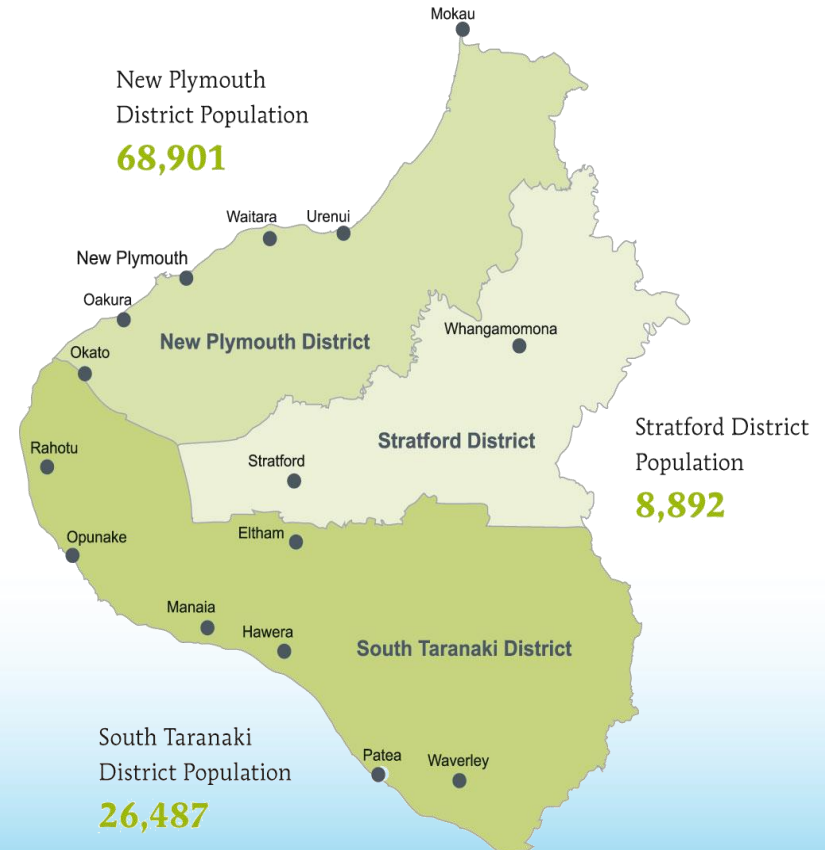 Mokau
New Plymouth
District Population
68,901
Waitara
Urenui
New Plymouth
Oakura
New Plymouth District
Whangamomona
Okato
Stratford District
Population
8,892
Stratford District
Rahotu
Stratford
Eltham
Opunake
Manaia
Hawera
South Taranaki District
South Taranaki
District Population
26,487
Patea
Waverley